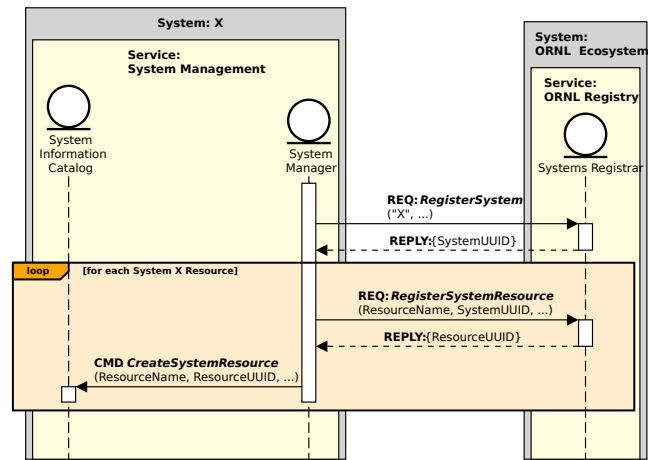 System: X
System:
ORNL Ecosystem
Service:
System Management
Service:
ORNL Registry
System
Information
Catalog
System
Manager
Systems Registrar
REQ: RegisterSystem
("X", ...)
REPLY:{SystemUUID}
loop
[for each System X Resource]
REQ: RegisterSystemResource
(ResourceName, SystemUUID, ...)
REPLY:{ResourceUUID}
CMD: CreateSystemResource
(ResourceName, ResourceUUID, ...)